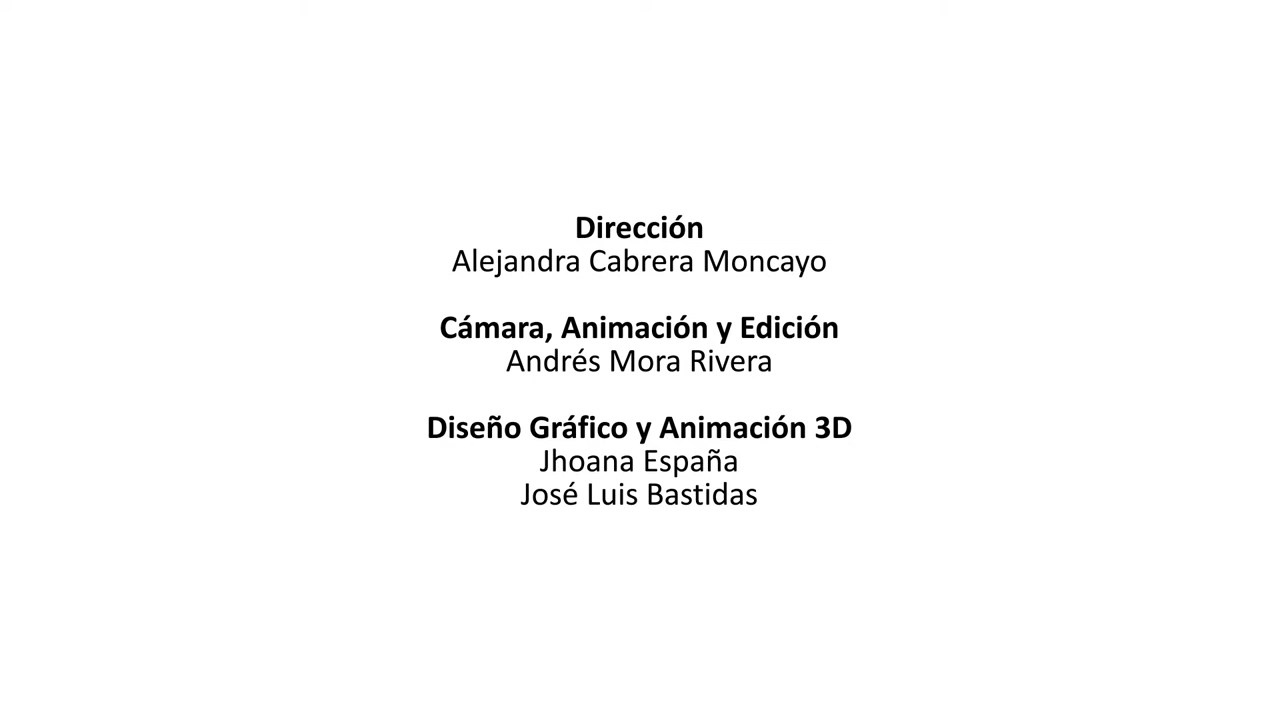 Dirección
Alejandra Cabrera Moncayo
Cámara, Animación y Edición
Andrés Mora Rivera
Diseño Gráfico y Animación 3D
Jhoana España
José Luis Bastidas